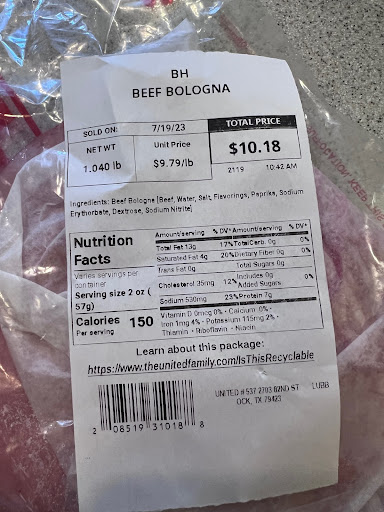 BH
BEEF BOLOGNA
SOLD ON: 7/19/23
NET WT Unit Price
1.040 lb $9.79/lb
TOTAL PRICE
$10.18
2119 10:42 AM
Ingredients: Beef Bologna [Beef, Water, Salt, Flavorings, Paprika, Sodium
Erythorbate, Dextrose, Sodium Nitrite]
Nutrition
Facts
Varies servings per
container
Serving size 2 oz (
57g)
Calories 150
Per serving
Amount/serving % DV* Amount/serving % DV*
Total Fat 13g 17% Total Carb. 0g 0%
Saturated Fat 4g 20% Dietary Fiber 0g 0%
Trans Fat 0g Total Sugars 0g
Cholesterol 35mg 12% Includes 0g Added Sugars 0%
Sodium 530mg 23% Protein 7g
Vitamin D 0mcg 0% • Calcium 0% •
Iron 1mg 4% • Potassium 115mg 2% •
Thiamin • Riboflavin • Niacin
Learn about this package:
https://www.theunitedfamily.com/IsThisRecyclable
UNITED # 537 2703 82ND ST LUBB
OCK, TX 79423
2 08519 31018 8